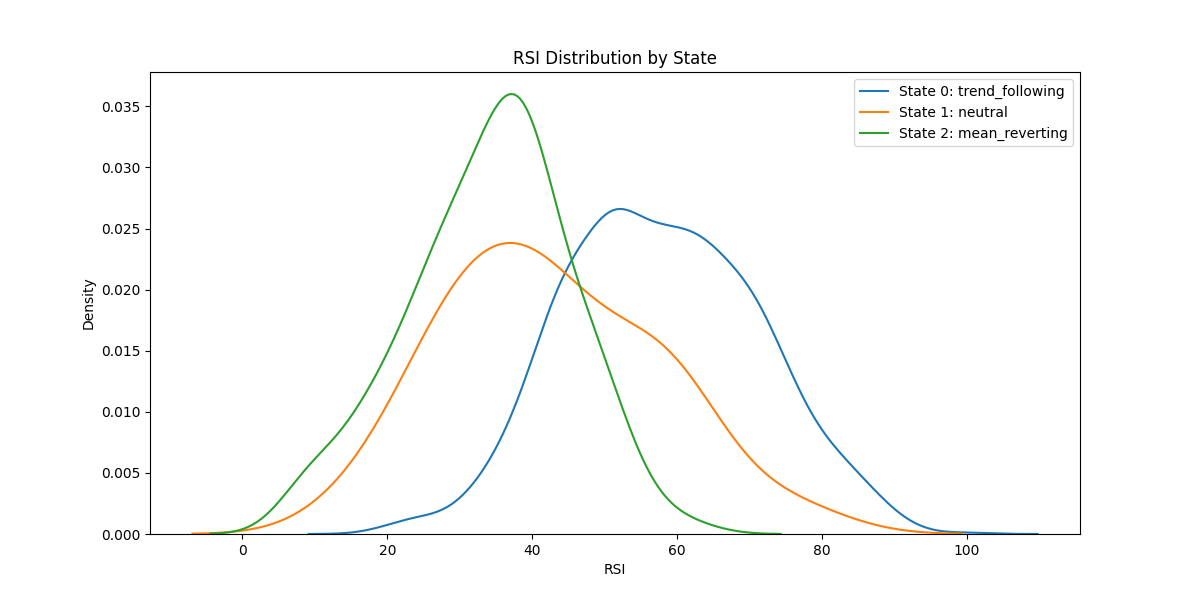 RSI Distribution by State
State 0: trend_following
State 1: neutral
State 2: mean_reverting
Density
0.035
0.030
0.025
0.020
0.015
0.010
0.005
0.000
0 20 40 60 80 100
RSI